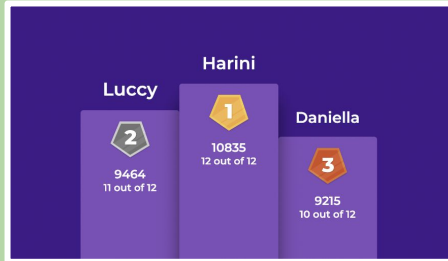 Harini
Luccy
Daniella
1
10835
12 out of 12
2
9464
11 out of 12
3
9215
10 out of 12